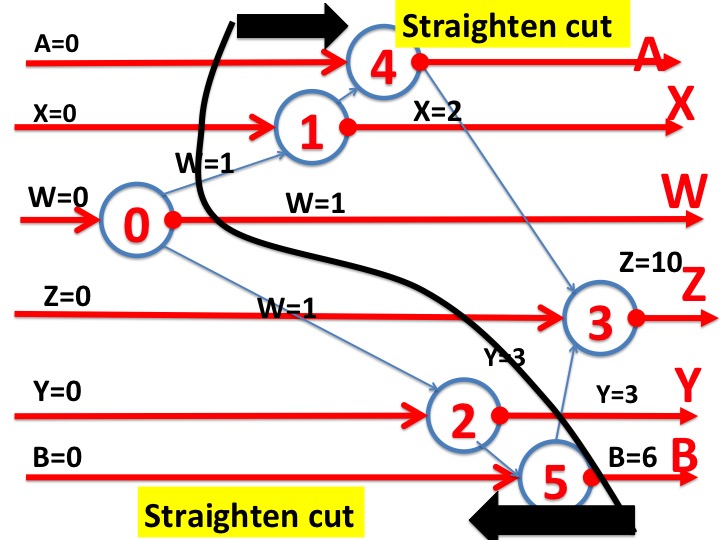 Straighten cut
A=0
4
A
X=0
1
X=2
X
W=1
W=0
0
W=1
W
Z=0
W=1
3
Z=10
Z
Y=3
Y=0
2
Y=3
Y
B=0
5
B=6
B
Straighten cut